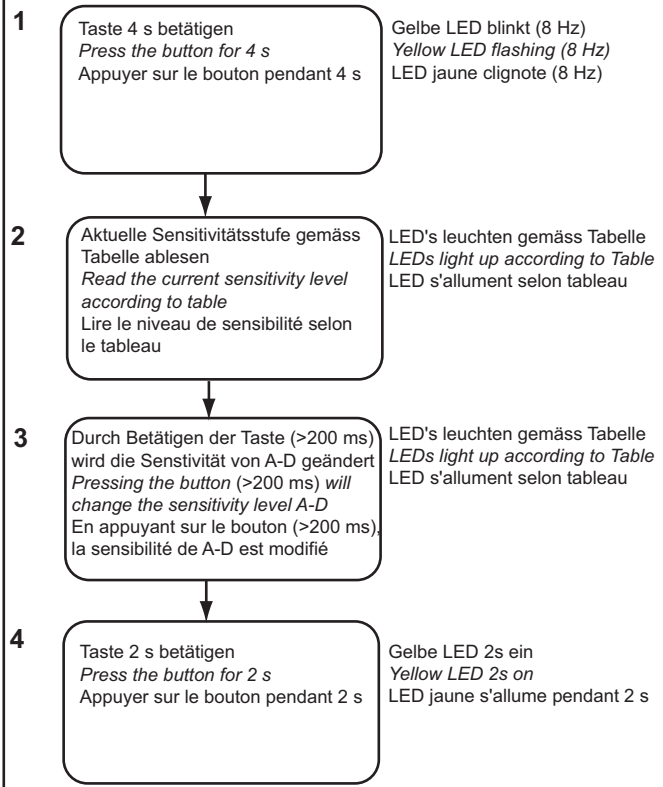 1
Taste 4 s betätigen
Press the button for 4 s
Appuyer sur le bouton pendant 4 s
Gelbe LED blinkt (8 Hz)
Yellow LED flashing (8 Hz)
LED jaune clignote (8 Hz)
2
Aktuelle Sensitivitätsstufe gemäss
Tabelle ablesen
Read the current sensitivity level
according to table
Lire le niveau de sensibilité selon
le tableau
LED's leuchten gemäss Tabelle
LEDs light up according to Table
LED s'allument selon tableau
3
Durch Betätigen der Taste (>200 ms)
wird die Senstivität von A-D geändert
Pressing the button (>200 ms) will
change the sensitivity level A-D
En appuyant sur le bouton (>200 ms),
la sensibilité de A-D est modifié
LED's leuchten gemäss Tabelle
LEDs light up according to Table
LED s'allument selon tableau
4
Taste 2 s betätigen
Press the button for 2 s
Appuyer sur le bouton pendant 2 s
Gelbe LED 2s ein
Yellow LED 2s on
LED jaune s'allume pendant 2 s